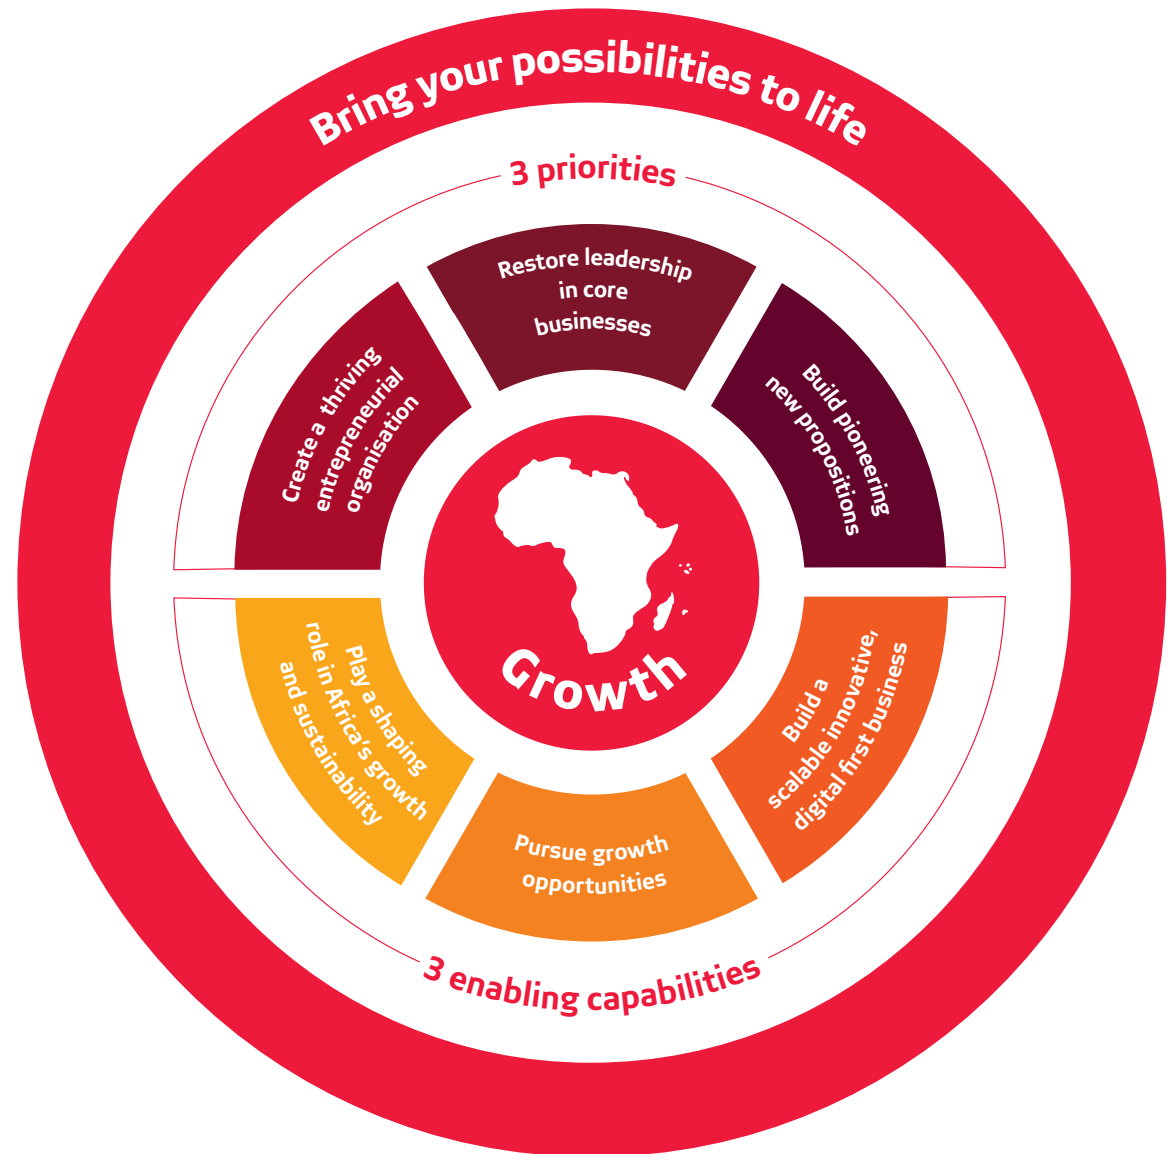 Bring your possibilities to life
3 priorities
Create a thriving
entrepreneurial
organisation
Restore leadership
in core
businesses
Build pioneering
new propositions
Growth
Play a shaping
role in Africa's growth
and sustainability
Pursue growth
opportunities
Build a
scalable innovative,
digital first business
3 enabling capabilities